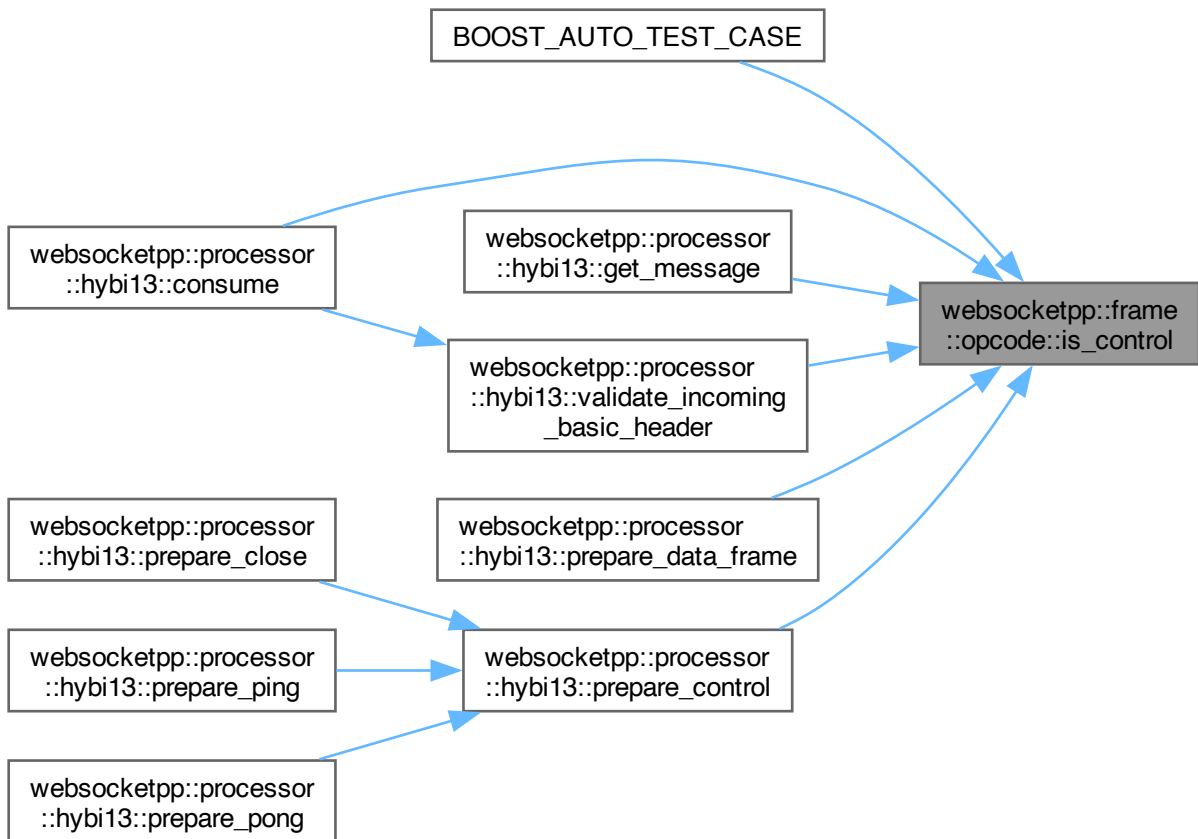 BOOST_AUTO_TEST_CASE
websocketpp::processor
::hybi13::consume
websocketpp::processor
::hybi13::get_message
websocketpp::frame
::opcode::is_control
websocketpp::processor
::hybi13::validate_incoming
_basic_header
websocketpp::processor
::hybi13::prepare_close
websocketpp::processor
::hybi13::prepare_data_frame
websocketpp::processor
::hybi13::prepare_ping
websocketpp::processor
::hybi13::prepare_control
websocketpp::processor
::hybi13::prepare_pong